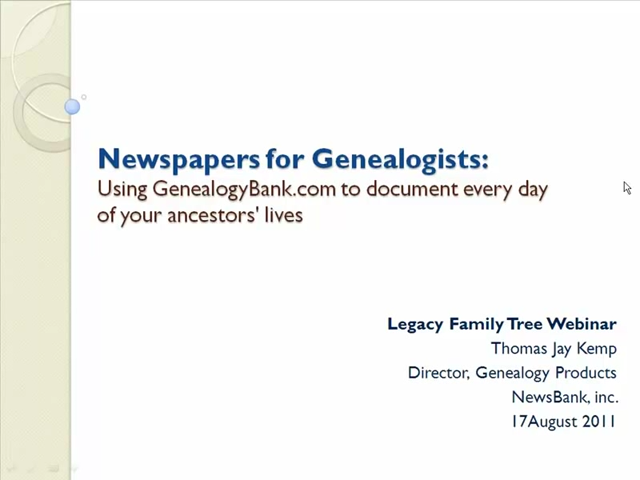 Newspapers for Genealogists:
Using GenealogyBank.com to document every day
of your ancestors' lives
Legacy Family Tree Webinar
Thomas Jay Kemp
Director, Genealogy Products
NewsBank, inc.
17August 2011